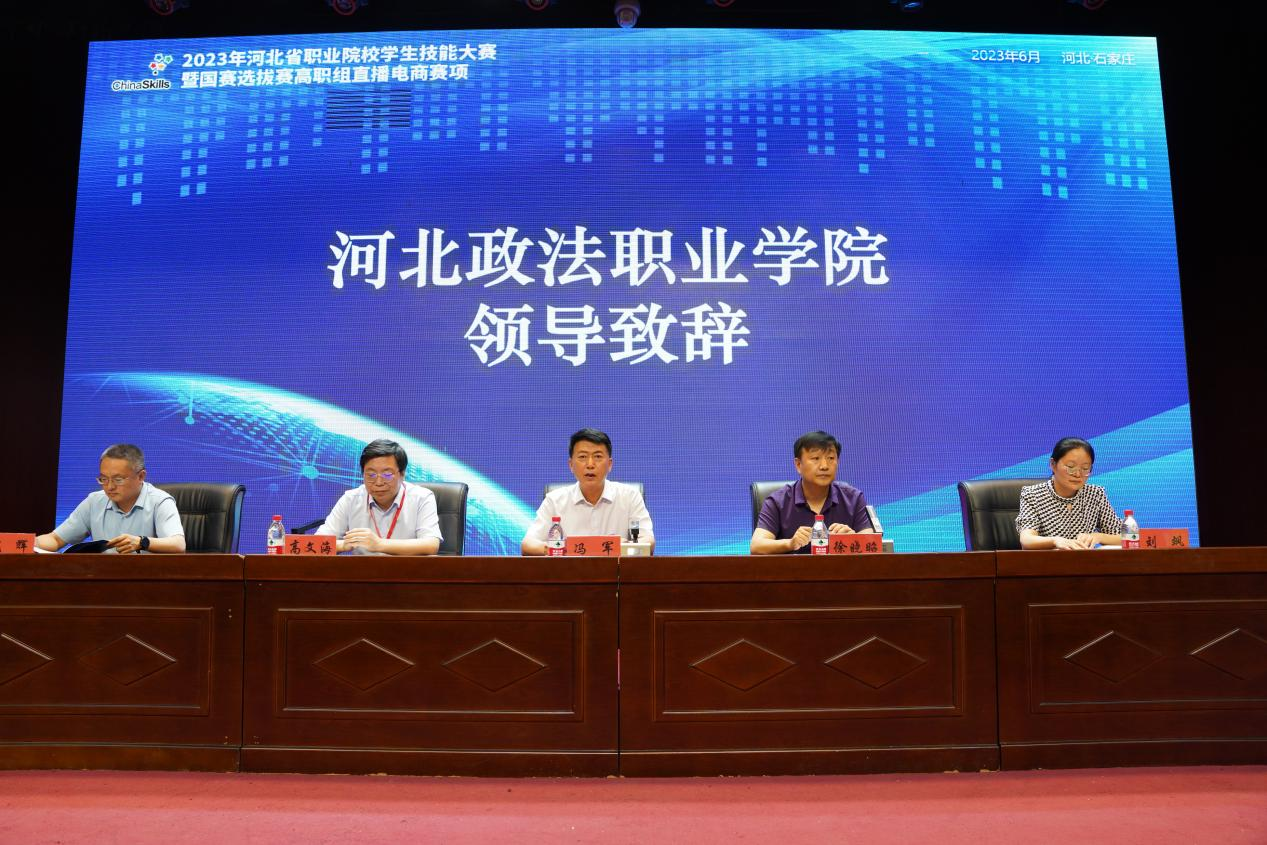 2023年河北省职业院校学生技能大赛
暨国赛选拔赛高职组直播电商赛项
ChinaSkills
2023年6月 河北·石家庄
河北政法职业学院
领导致辞
辉
高文海
冯 军
徐晓昭
刘 飒